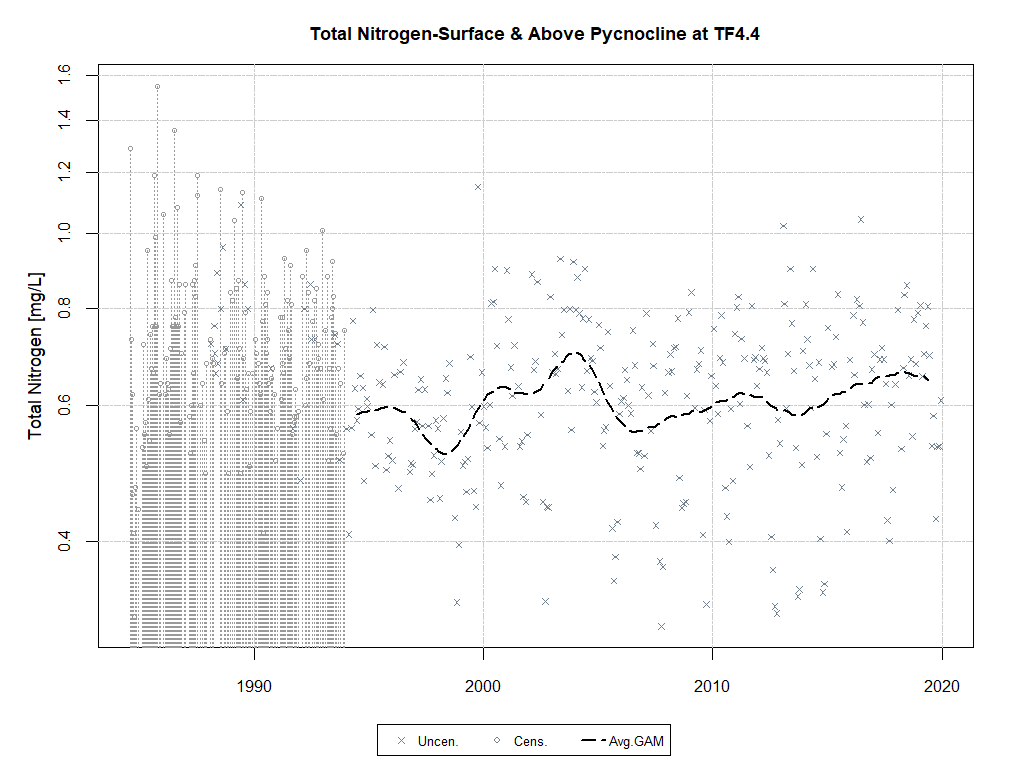 Total Nitrogen-Surface & Above Pycnocline at TF4.4
Total Nitrogen [mg/L]
1.6
1.4
1.2
1.0
0.8
0.6
0.4
1990 2000 2010 2020
Uncen. Cens. Avg.GAM